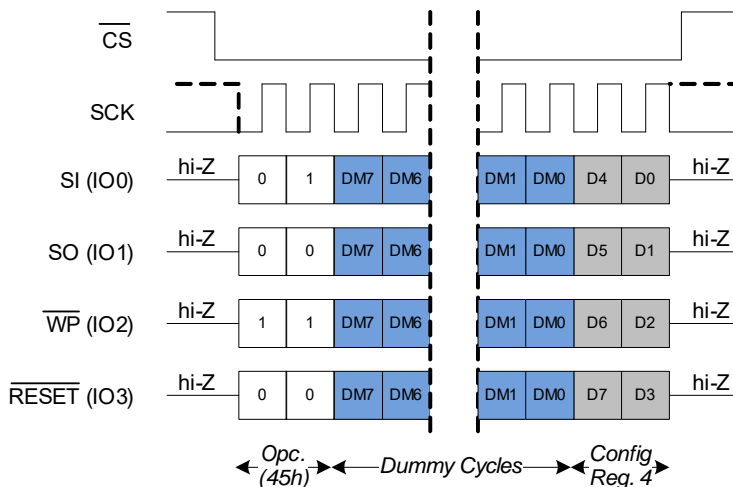 CS
SCK
SI (IO0) hi-Z 0 1 DM7 DM6 DM1 DM0 D4 D0 hi-Z
SO (IO1) hi-Z 0 0 DM7 DM6 DM1 DM0 D5 D1 hi-Z
WP (IO2) hi-Z 1 1 DM7 DM6 DM1 DM0 D6 D2 hi-Z
RESET (IO3) hi-Z 0 0 DM7 DM6 DM1 DM0 D7 D3 hi-Z
Opc. Dummy Cycles Config
(45h) Reg. 4